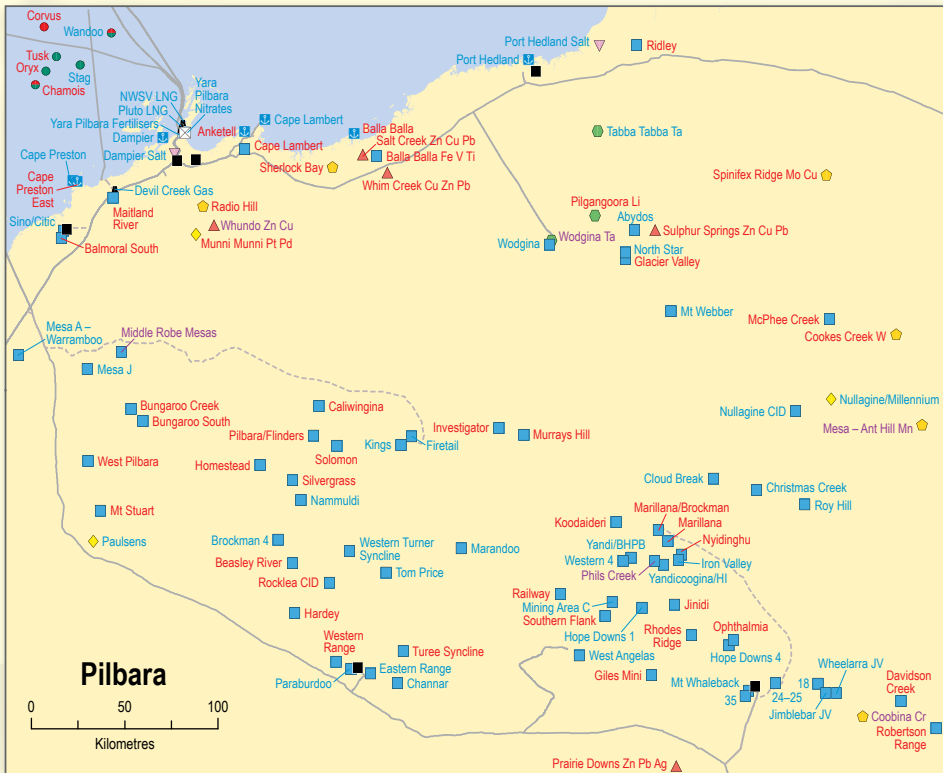 Corvus
Wandoo
Tusk
Oryx
Stag
Chamois
NWSV LNG
Pluto LNG
Yara
Pilbara
Nitrates
Yara Pilbara Fertilisers
Dampier
Dampier Salt
Anketell
Cape Lambert
Cape Lambert
Port Hedland Salt
Port Hedland
Ridley
Balla Balla
Salt Creek Zn Cu Pb
Balla Balla Fe V Ti
Whim Creek Cu Zn Pb
Sherlock Bay
Tabba Tabba Ta
Spinifex Ridge Mo Cu
Cape Preston
Cape
Preston
East
Devil Creek Gas
Maitland
River
Radio Hill
Whundo Zn Cu
Munni Munni Pt Pd
Sino/Citic
Balmoral South
Pilgangoora Li
Abydos
Sulphur Springs Zn Cu Pb
Wodgina
Wodgina Ta
North Star
Glacier Valley
Mt Webber
McPhee Creek
Cookes Creek W
Mesa A –
Warramboo
Middle Robe Mesas
Mesa J
Bungaroo Creek
Bungaroo South
Caliwingina
Pilbara/Flinders
Solomon
Kings
Firetail
Investigator
Murrays Hill
Nullagine CID
Nullagine/Millennium
Mesa – Ant Hill Mn
West Pilbara
Homestead
Silvergrass
Nammuldi
Cloud Break
Christmas Creek
Roy Hill
Mt Stuart
Paulsens
Brockman 4
Beasley River
Rocklea CID
Western Turner
Syncline
Tom Price
Marandoo
Koodaideri
Marillana/Brockman
Marillana
Nyidinghu
Yandi/BHPB
Western 4
Phils Creek
Iron Valley
Yandicoogina/HI
Hardey
Railway
Mining Area C
Southern Flank
Jinidi
Hope Downs 1
Rhodes
Ridge
Ophthalmia
Hope Downs 4
Western
Range
Turee Syncline
Paraburdoo
Eastern Range
Channar
West Angelas
Giles Mini
Mt Whaleback
35
24–25
18
Wheelarra JV
Jimblebar JV
Davidson
Creek
Coobina Cr
Robertson
Range
Prairie Downs Zn Pb Ag
Pilbara
0 50 100
Kilometres